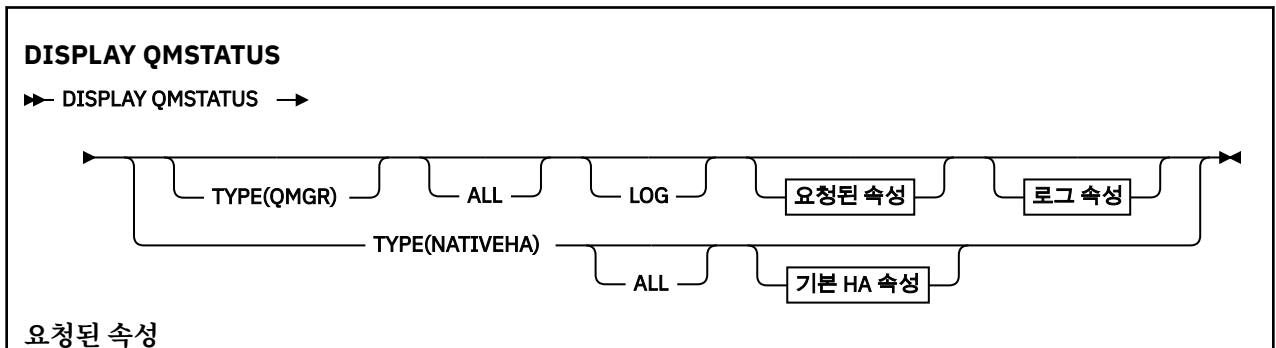 DISPLAY QMSTATUS
DISPLAY QMSTATUS
TYPE(QMGR) ALL LOG 요청된 속성 로그 속성
TYPE(NATIVEHA)
ALL 기본 HA 속성
요청된 속성